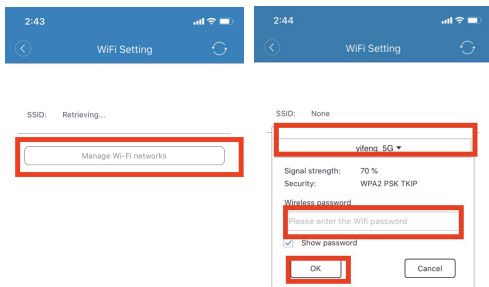 2:43
WiFi Setting
SSID: Retrieving...
Manage Wi-Fi networks
2:44
WiFi Setting
SSID: None
yifeng_5G
Signal strength: 70 %
Security: WPA2 PSK TKIP
Wireless password
Please enter the Wifi password
Show password
OK Cancel